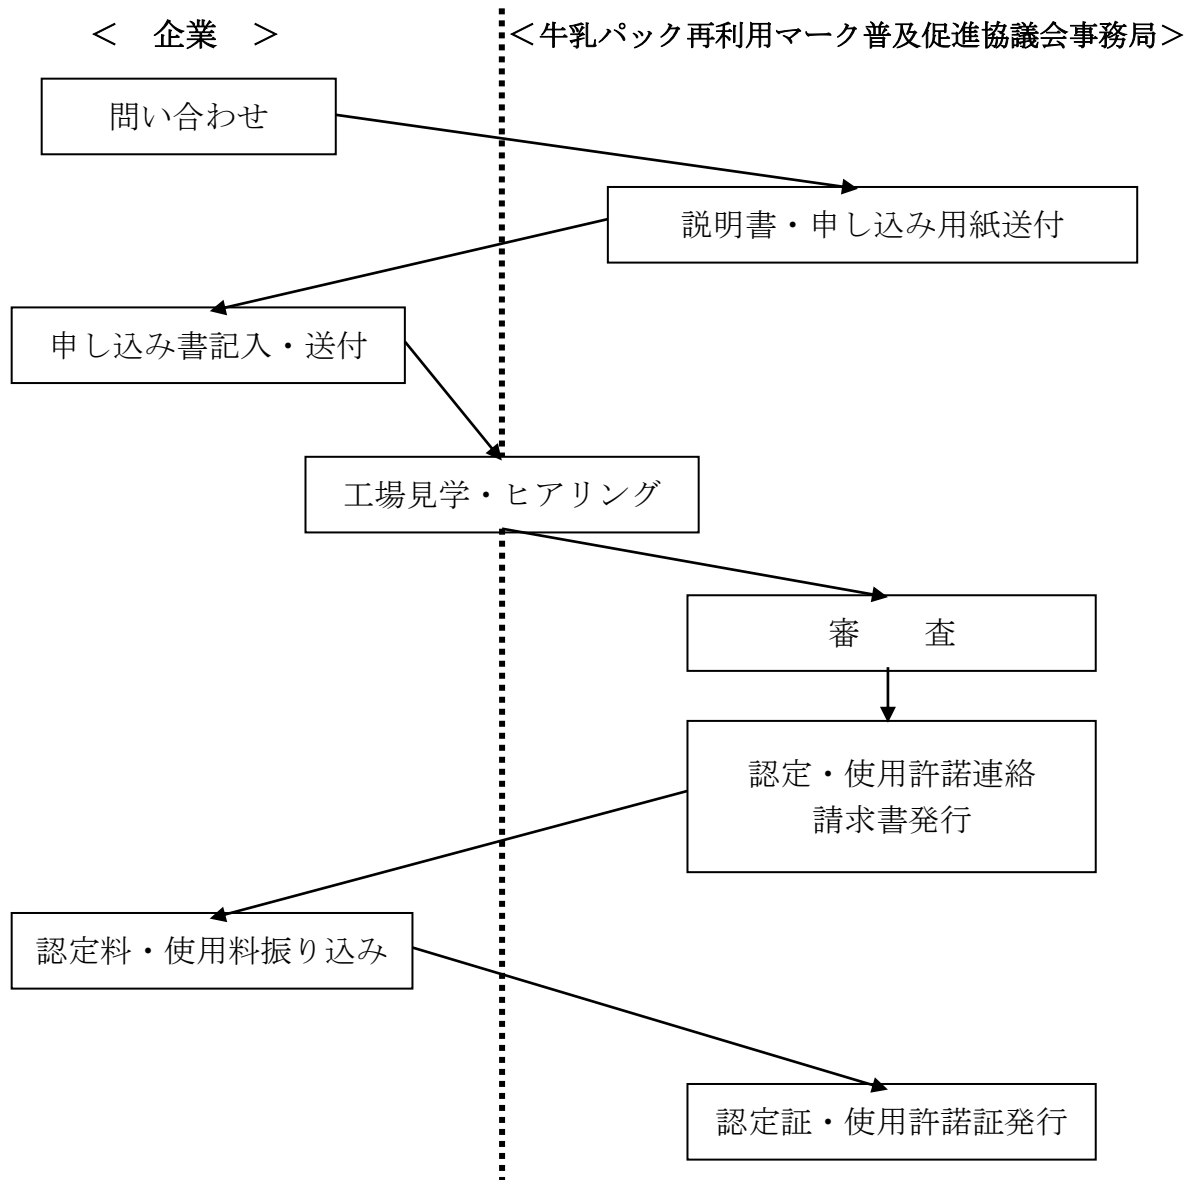 ＜　企業　＞
＜牛乳パック再利用マーク普及促進協議会事務局＞
問い合わせ
説明書・申し込み用紙送付
申し込み書記入・送付
工場見学・ヒアリング
審　　査
認定・使用許諾連絡
請求書発行
認定料・使用料振り込み
認定証・使用許諾証発行